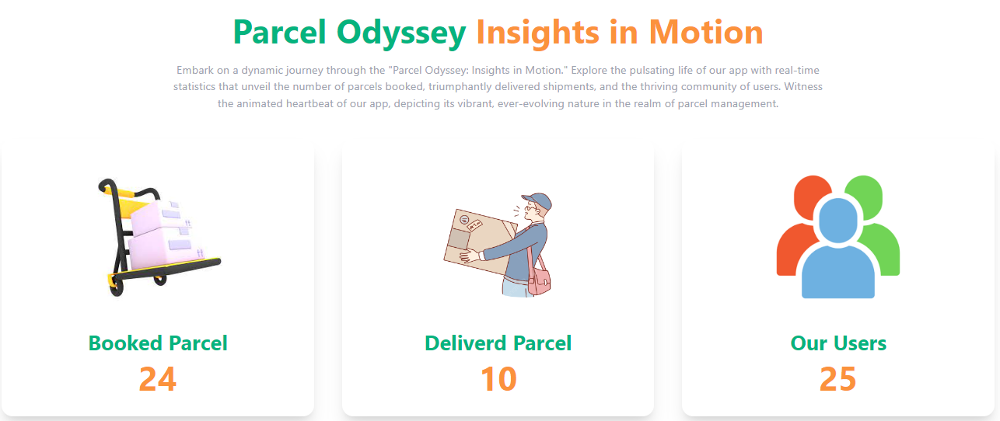 Parcel Odyssey Insights in Motion
Embark on a dynamic journey through the "Parcel Odyssey: Insights in Motion." Explore the pulsating life of our app with real-time
statistics that unveil the number of parcels booked, triumphantly delivered shipments, and the thriving community of users. Witness
the animated heartbeat of our app, depicting its vibrant, ever-evolving nature in the realm of parcel management.
Booked Parcel
24
Deliverd Parcel
10
Our Users
25